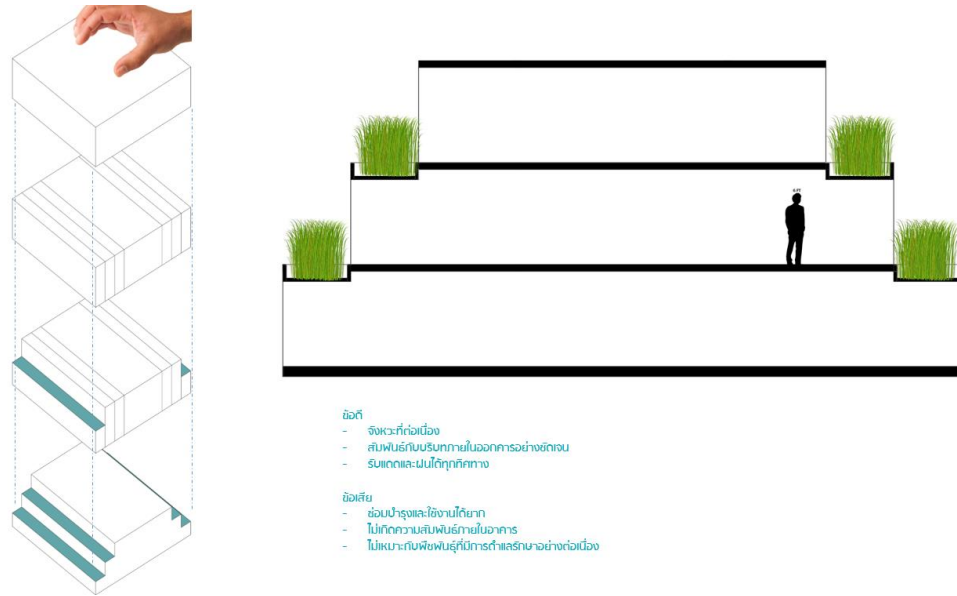 ข้อดี
- จังหวะที่ต่อเนื่อง
- สัมพันธ์กับบริบทภายในออกคารอย่างชัดเจน
- รับแดดและฝนได้ทุกทิศทาง
ข้อเสีย
- ซ่อมบำรุงและใช้งานได้ยาก
- ไม่เกิดความสัมพันธ์ภายในอาคาร
- ไม่เหมาะกับพืชพันธุ์ที่มีการดำแลรักษาอย่างต่อเนื่อง